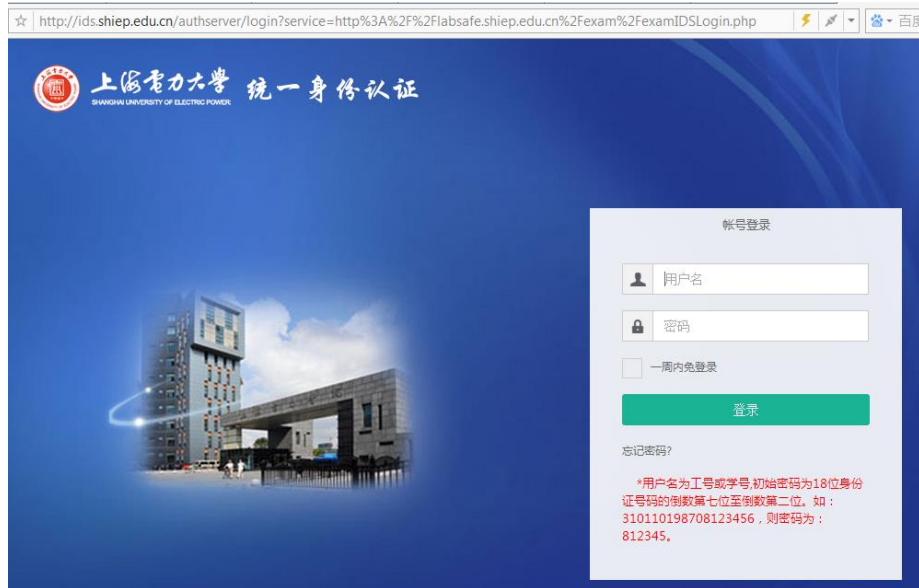 http://ids.shiep.edu.cn/authserver/login?service=http%3A%2F%2Flabsafe.shiep.edu.cn%2Fexam%2FexamIDSLogin.php
百度
上海电力大学 统一身份认证
SHANGHAI UNIVERSITY OF ELECTRIC POWER
帐号登录
用户名
密码
一周内免登录
登录
忘记密码?
*用户名为工号或学号,初始密码为18位身份
证号码的倒数第七位至倒数第二位。如：
310110198708123456，则密码为：
812345。